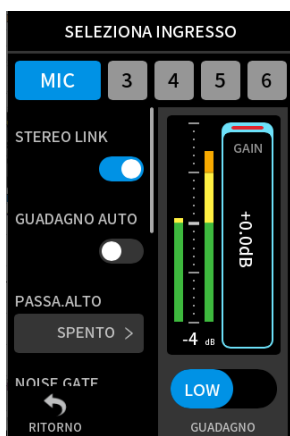 SELEZIONA INGRESSO
MIC 3 4 5 6
STEREO LINK
GUADAGNO AUTO
PASSA.ALTO
SPENTO >
NOISE GATE
RITORNO
GAIN
+0.0dB
-4 dB
LOW
GUADAGNO